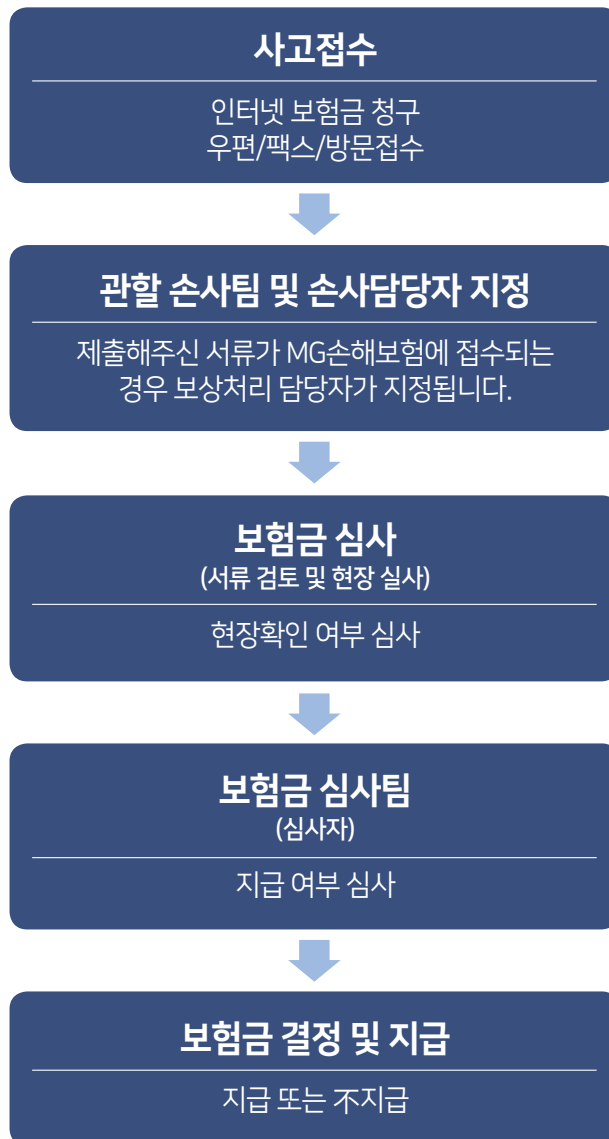 사고접수
인터넷 보험금 청구
우편/팩스/방문접수
관할 손사팀 및 손사담당자 지정
제출해주신 서류가 MG손해보험에 접수되는
경우 보상처리 담당자가 지정됩니다.
보험금 심사
(서류 검토 및 현장 실사)
현장확인 여부 심사
보험금 심사팀
(심사자)
지급 여부 심사
보험금 결정 및 지급
지급 또는 不지급